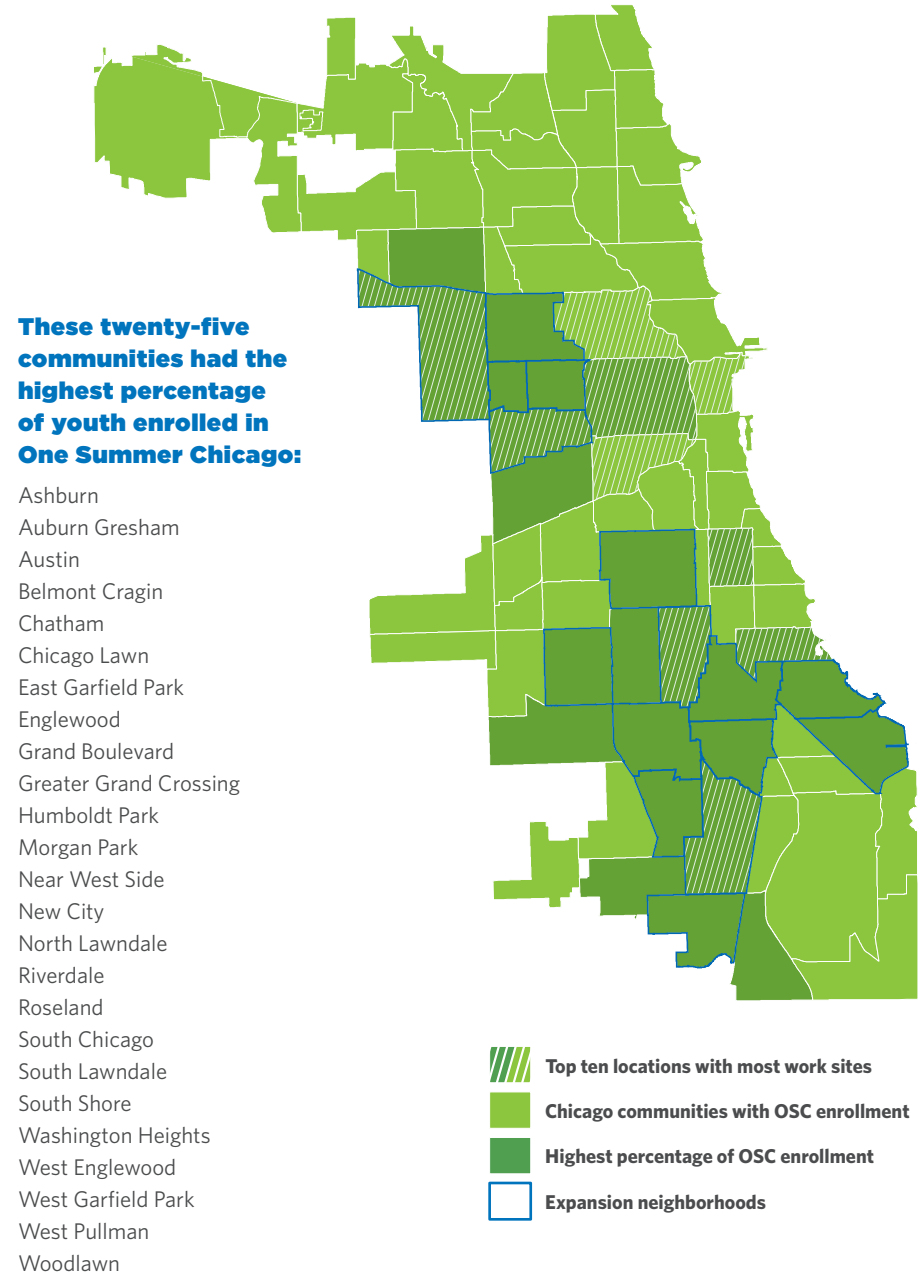 These twenty-five
communities had the
highest percentage
of youth enrolled in
One Summer Chicago:
Ashburn
Auburn Gresham
Austin
Belmont Cragin
Chatham
Chicago Lawn
East Garfield Park
Englewood
Grand Boulevard
Greater Grand Crossing
Humboldt Park
Morgan Park
Near West Side
New City
North Lawndale
Riverdale
Roseland
South Chicago
South Lawndale
South Shore
Washington Heights
West Englewood
West Garfield Park
West Pullman
Woodlawn
Top ten locations with most work sites
Chicago communities with OSC enrollment
Highest percentage of OSC enrollment
Expansion neighborhoods